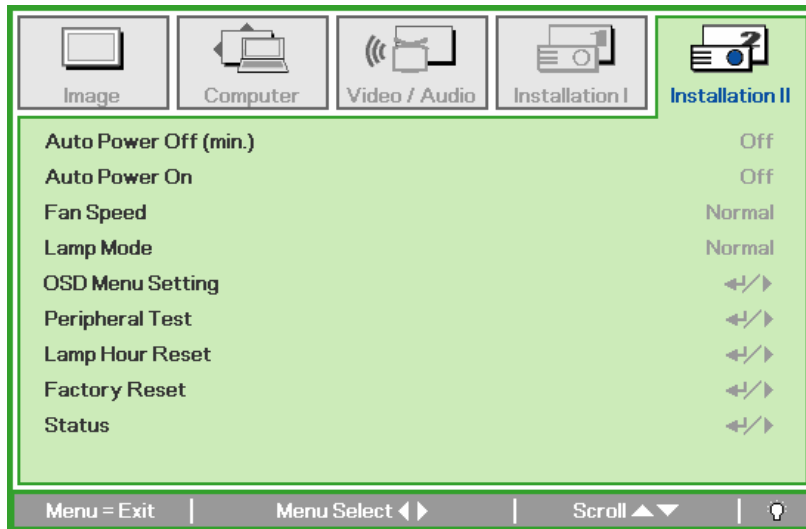 Image Computer Video / Audio Installation I Installation II
Auto Power Off (min.) Off
Auto Power On Off
Fan Speed Normal
Lamp Mode Normal
OSD Menu Setting
Peripheral Test
Lamp Hour Reset
Factory Reset
Status
Menu = Exit Menu Select Scroll